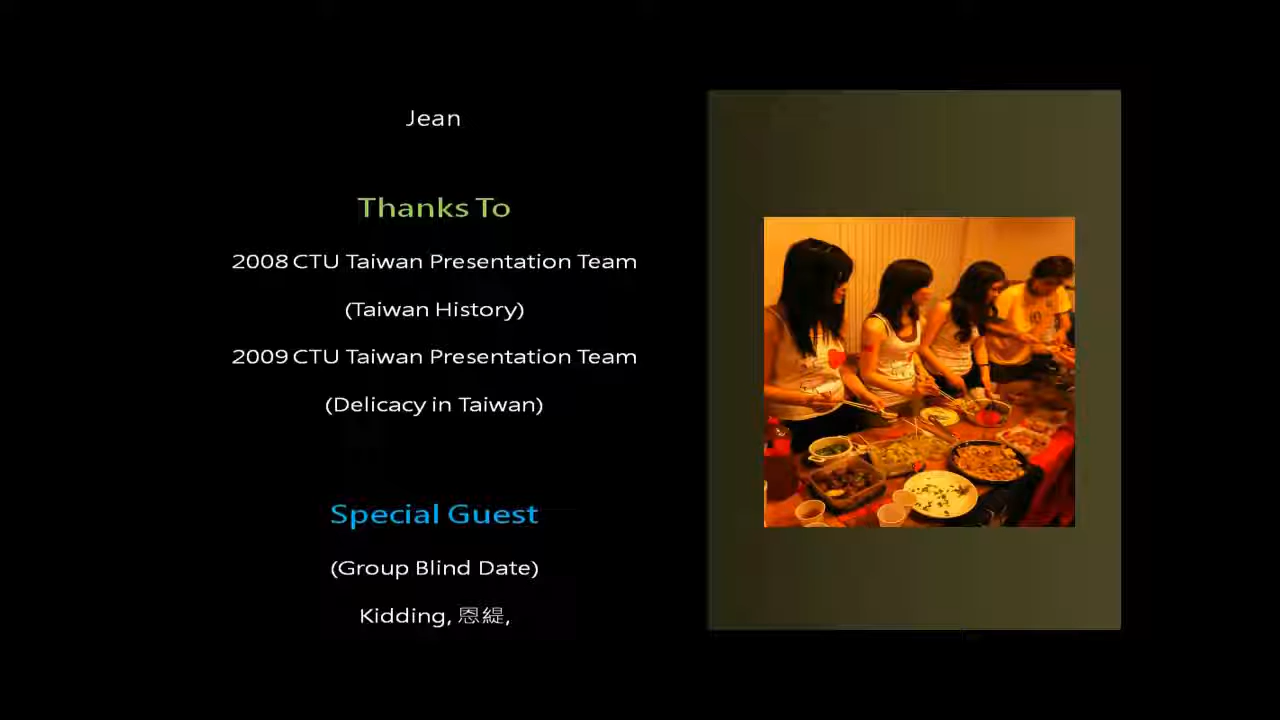 Jean
Thanks To
2008 CTU Taiwan Presentation Team
(Taiwan History)
2009 CTU Taiwan Presentation Team
(Delicacy in Taiwan)
Special Guest
(Group Blind Date)
Kidding, 恩緹,